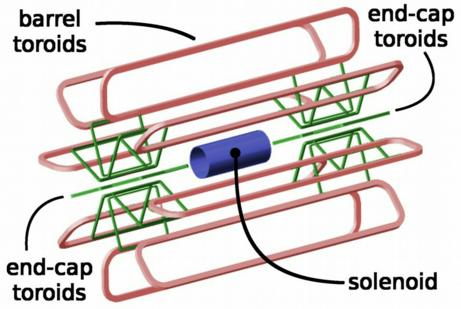 barrel
toroids
end-cap
toroids
end-cap
toroids
solenoid